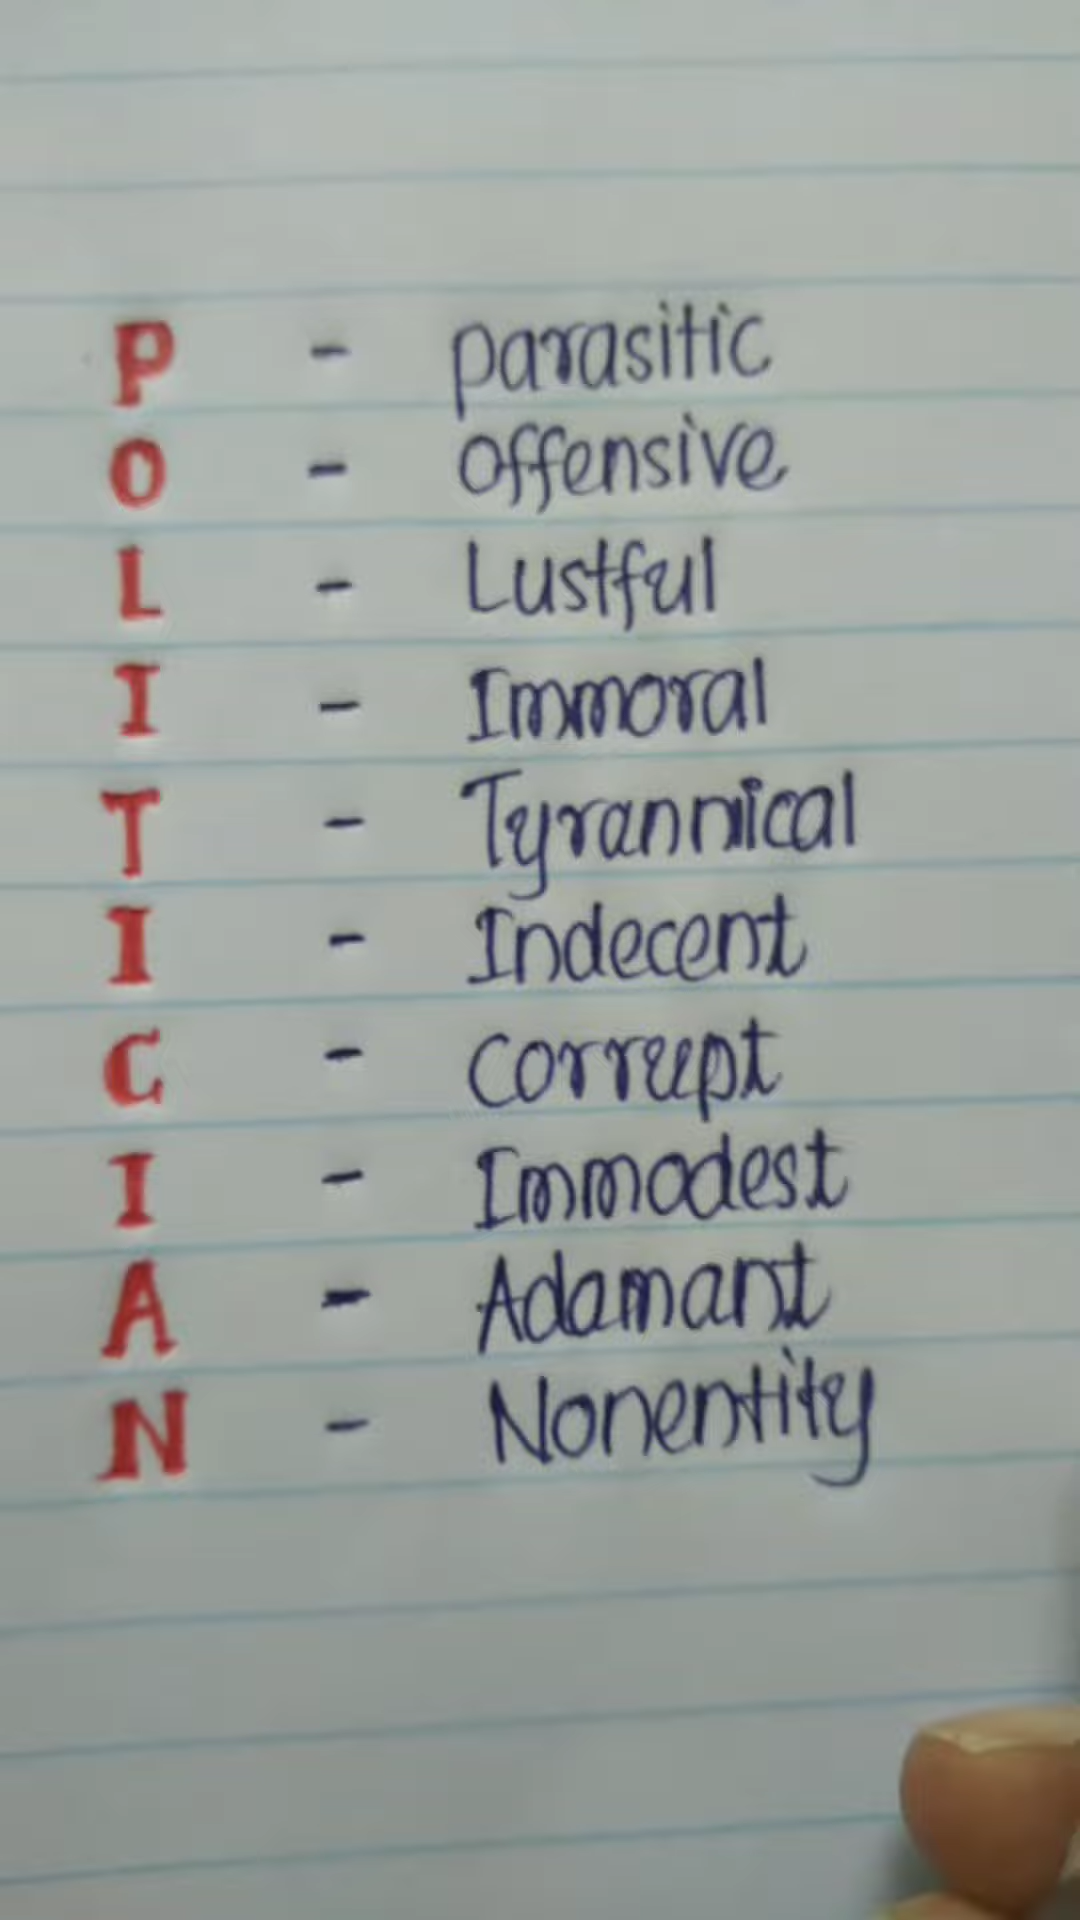 P - parasitic
O - offensive
L - Lustful
I - Immoral
T - Tyrannical
I - Indecent
C - corrupt
I - Immodest
A - Adamant
N - Nonentity